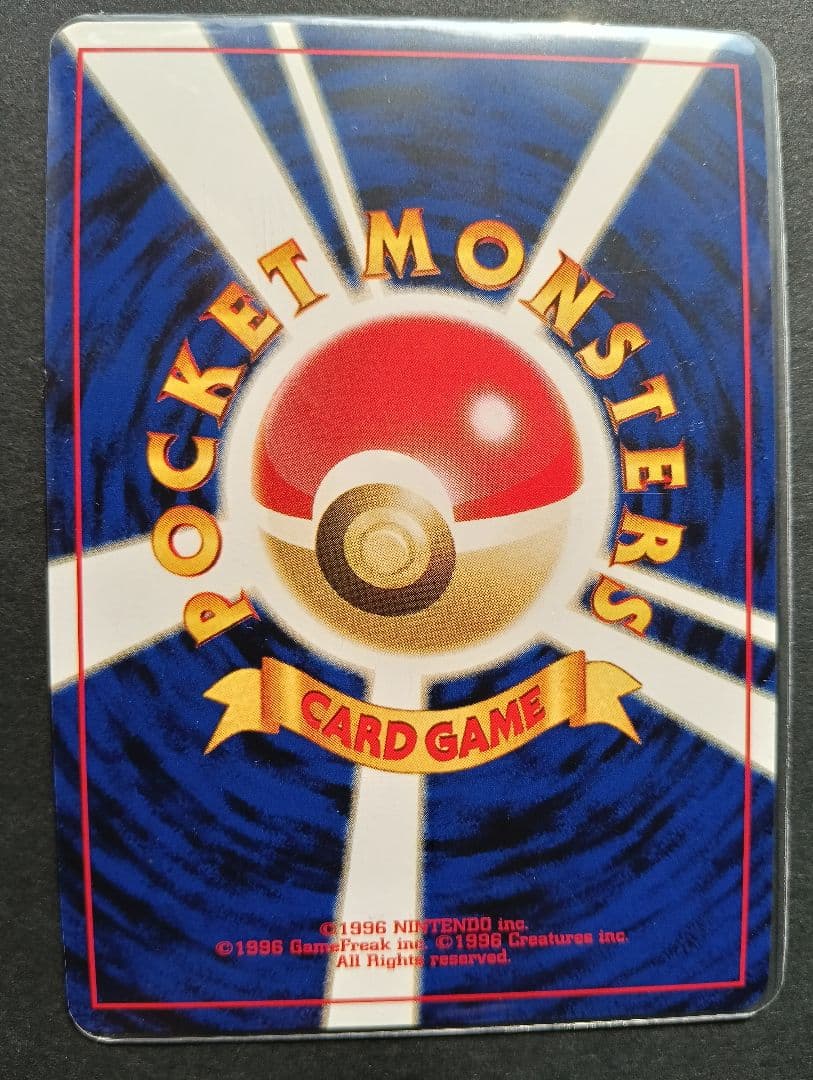 POCKET MONSTERS
CARD GAME
©1996 NINTENDO inc.
©1996 GameFreak inc. ©1996 Creatures inc.
All Rights reserved.